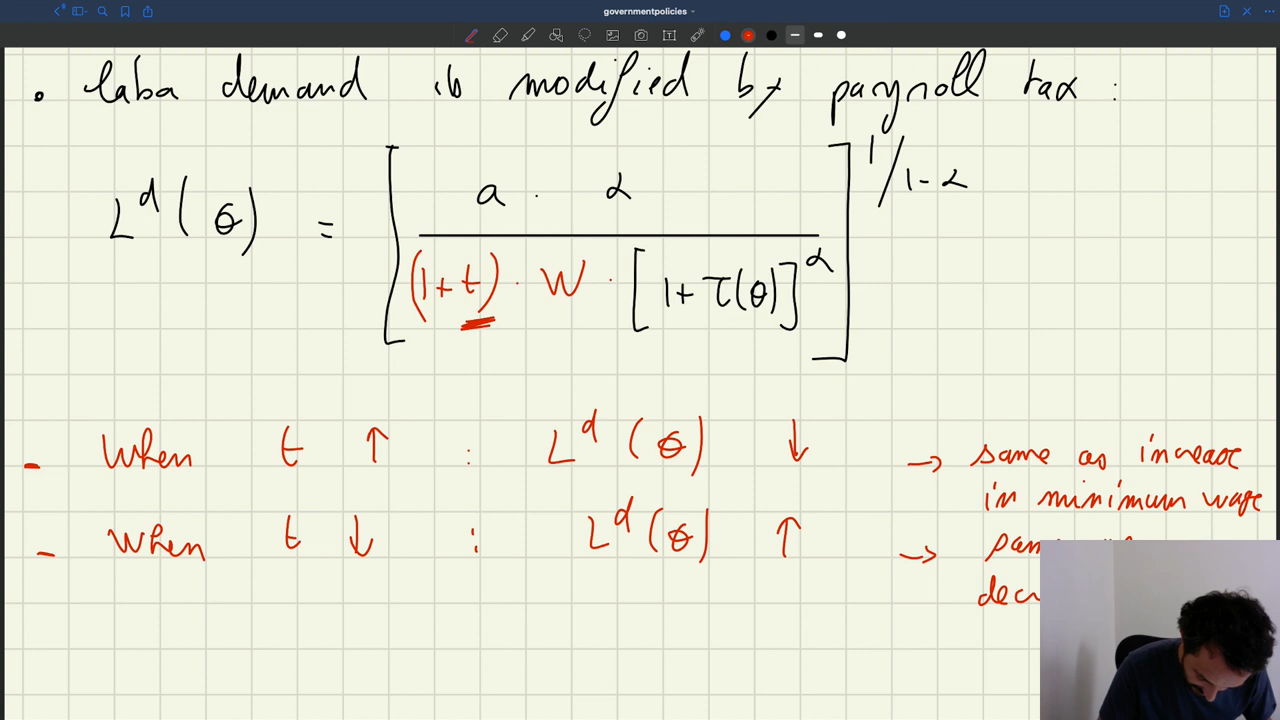 governmentpolicies
• labor demand is modified by payroll tax :
L^d(θ) = [ a · α / (1+t) · W · [1+τ(θ)]^α ]^1/1-α
- When t ↑ : L^d(θ) ↓ → same as increase
in minimum wage
- When t ↓ : L^d(θ) ↑ →